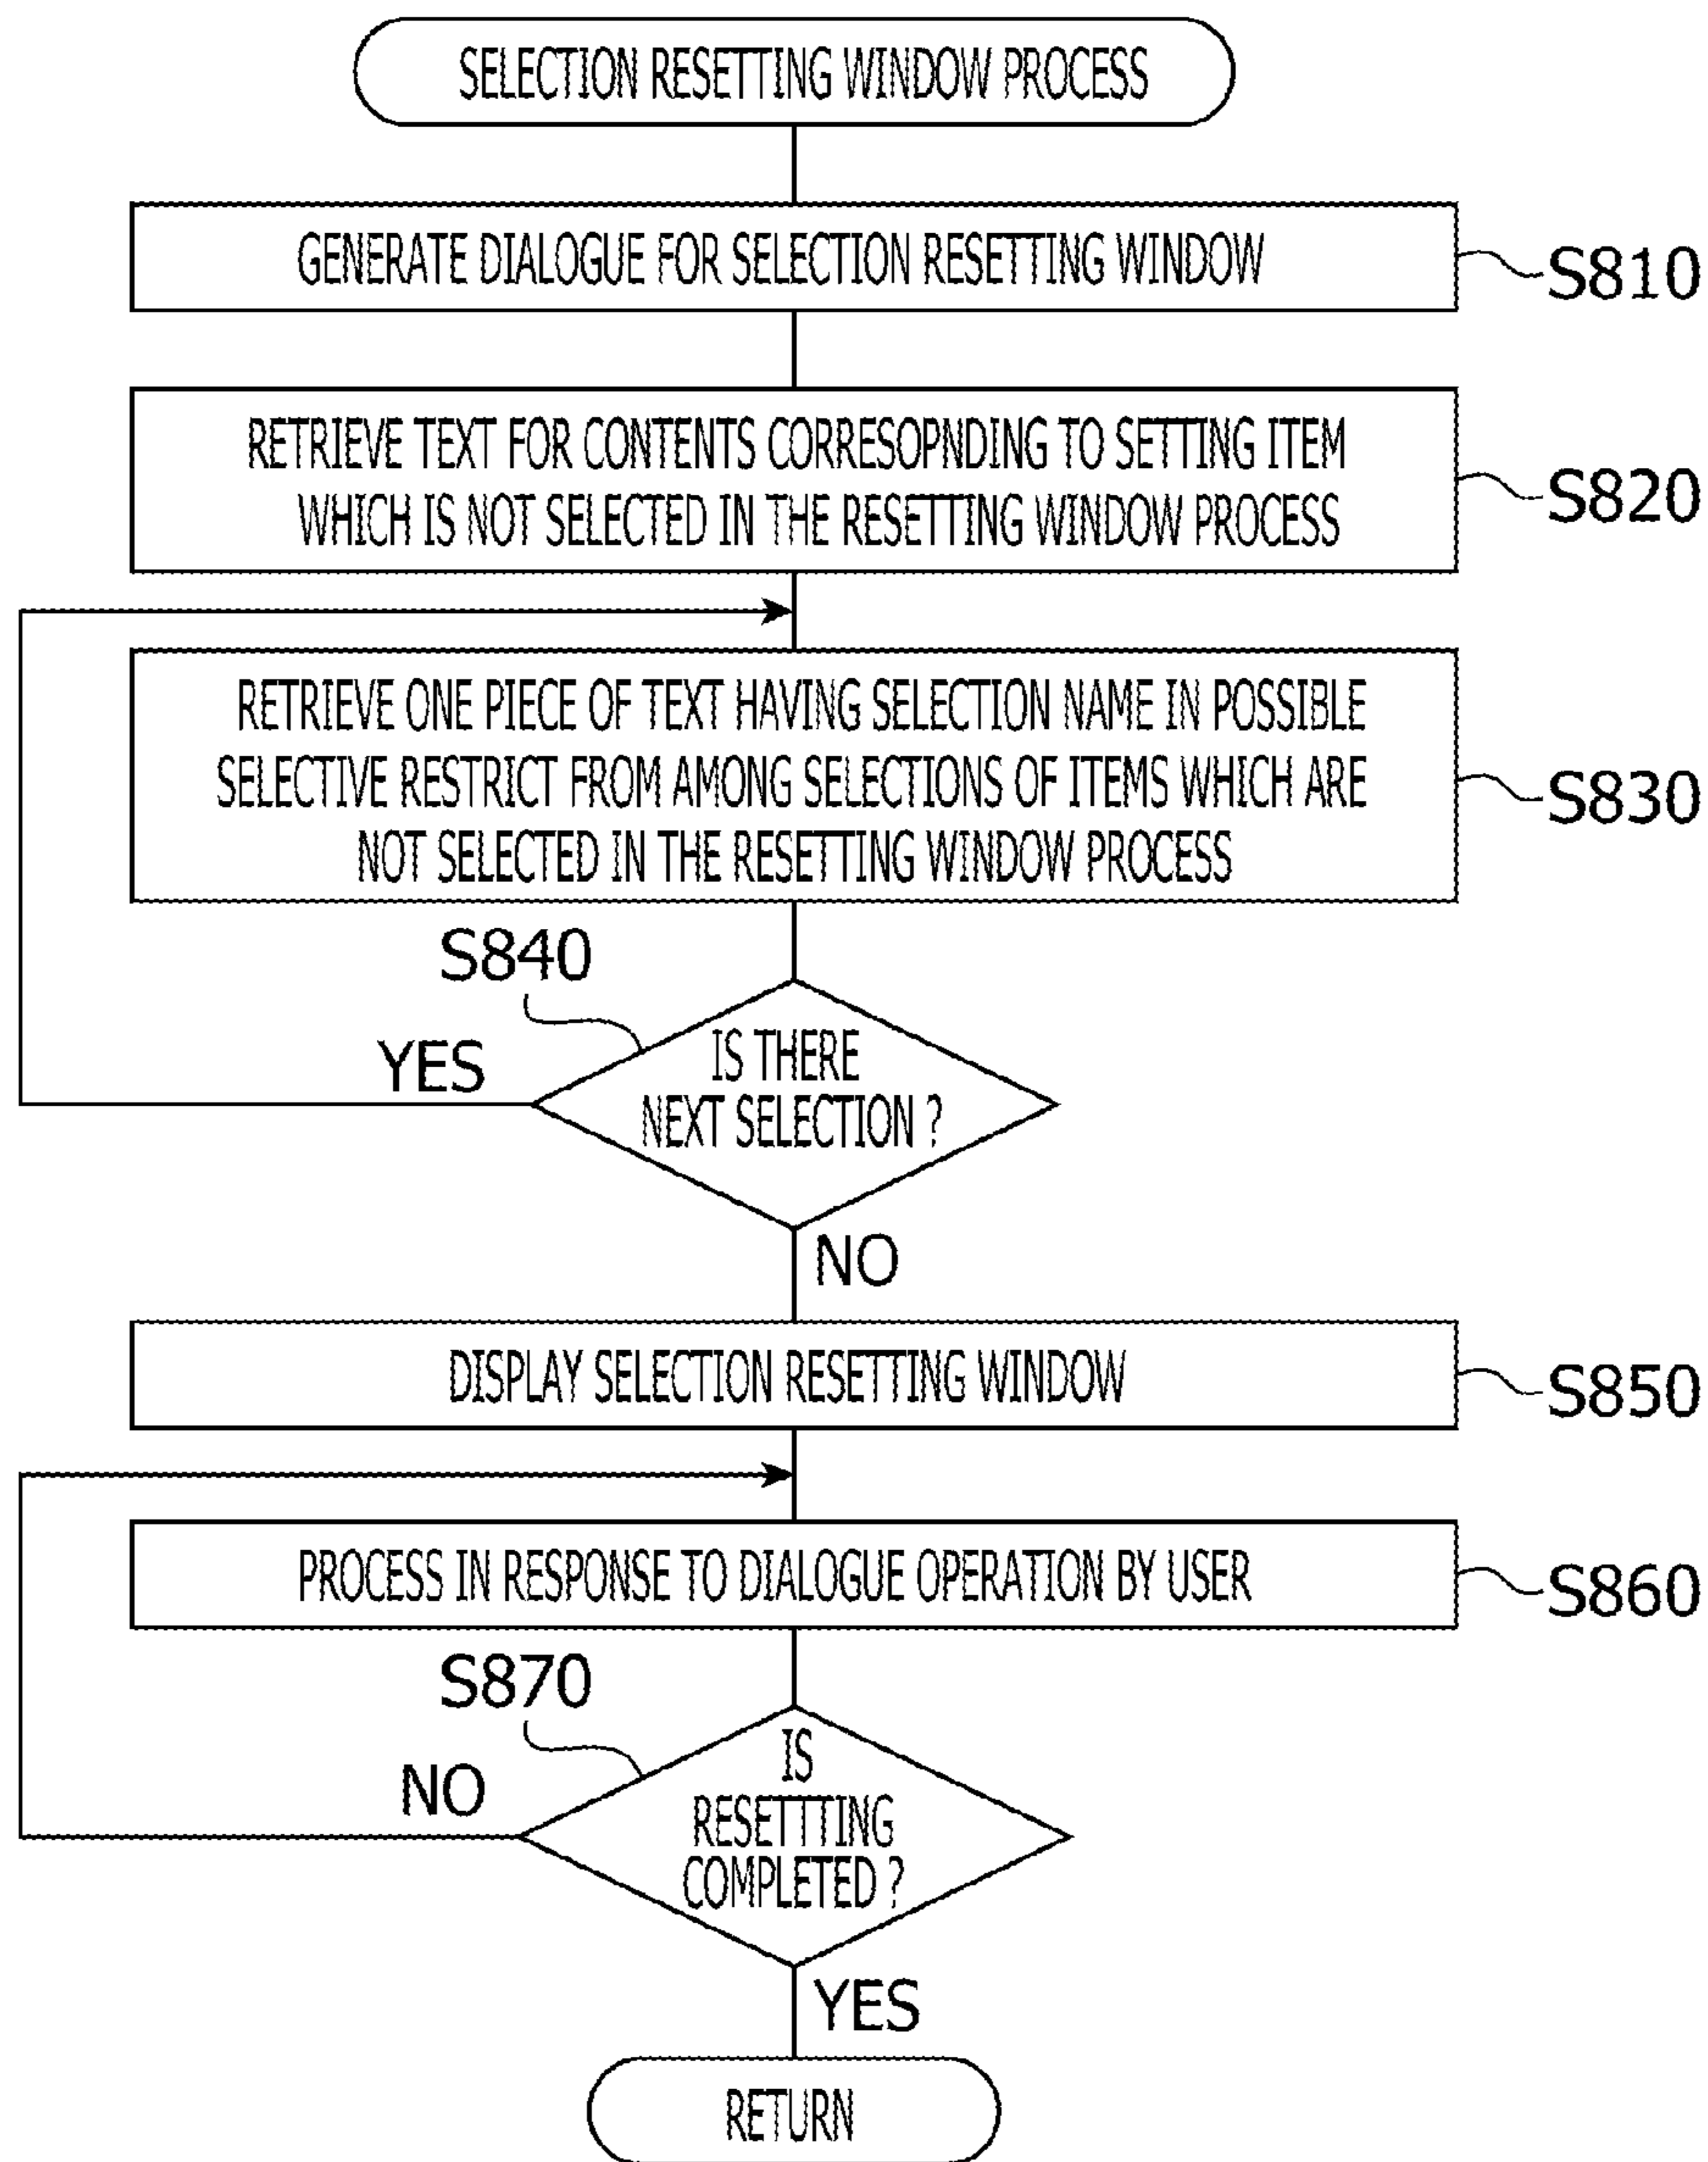 SELECTION RESETTING WINDOW PROCESS
GENERATE DIALOGUE FOR SELECTION RESETTING WINDOW
S810
RETRIEVE TEXT FOR CONTENTS CORRESOPNDING TO SETTING ITEM
WHICH IS NOT SELECTED IN THE RESETTING WINDOW PROCESS
S820
RETRIEVE ONE PIECE OF TEXT HAVING SELECTION NAME IN POSSIBLE
SELECTIVE RESTRICT FROM AMONG SELECTIONS OF ITEMS WHICH ARE
NOT SELECTED IN THE RESETTING WINDOW PROCESS
S830
S840
YES
IS THERE
NEXT SELECTION ?
NO
DISPLAY SELECTION RESETTING WINDOW
S850
PROCESS IN RESPONSE TO DIALOGUE OPERATION BY USER
S860
S870
NO
IS
RESETTTING
COMPLETED ?
YES
RETURN